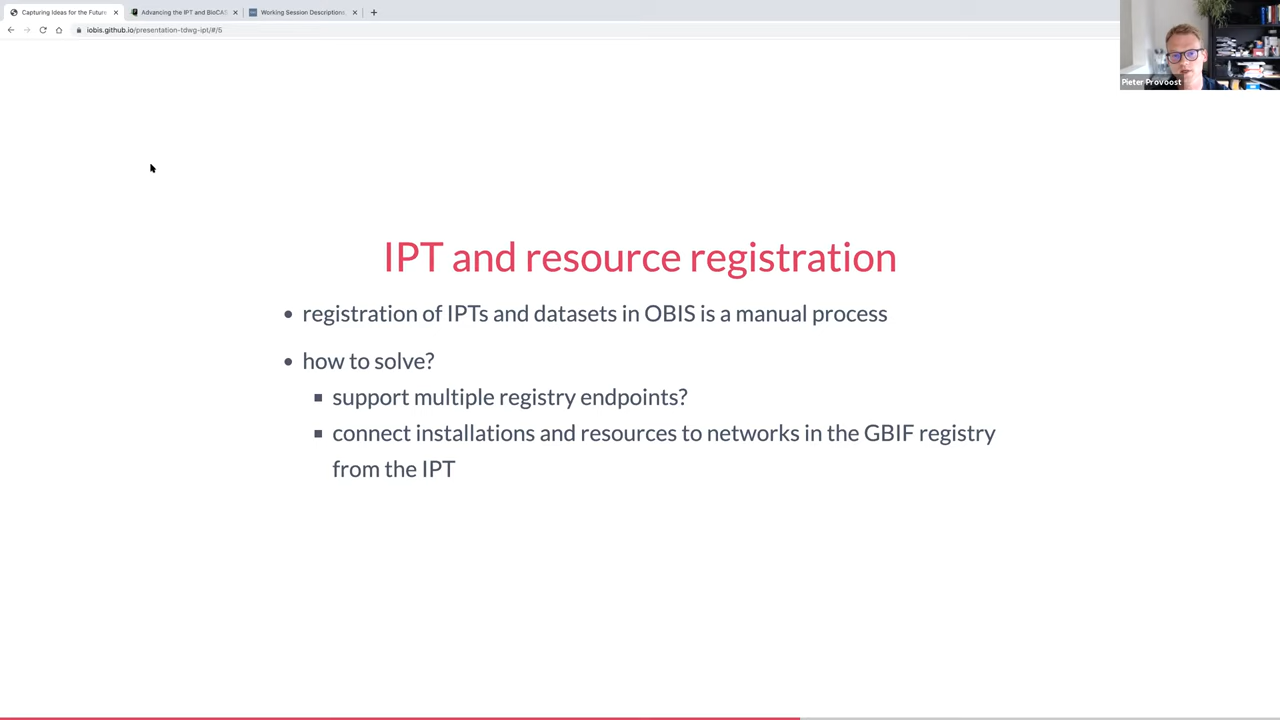 Capturing Ideas for the Future
Advancing the IPT and BioCAS
Working Session Descriptions
iobis.github.io/presentation-tdwg-ipt/#/5
Pieter Provoost
IPT and resource registration
• registration of IPTs and datasets in OBIS is a manual process
• how to solve?
▪ support multiple registry endpoints?
▪ connect installations and resources to networks in the GBIF registry
from the IPT